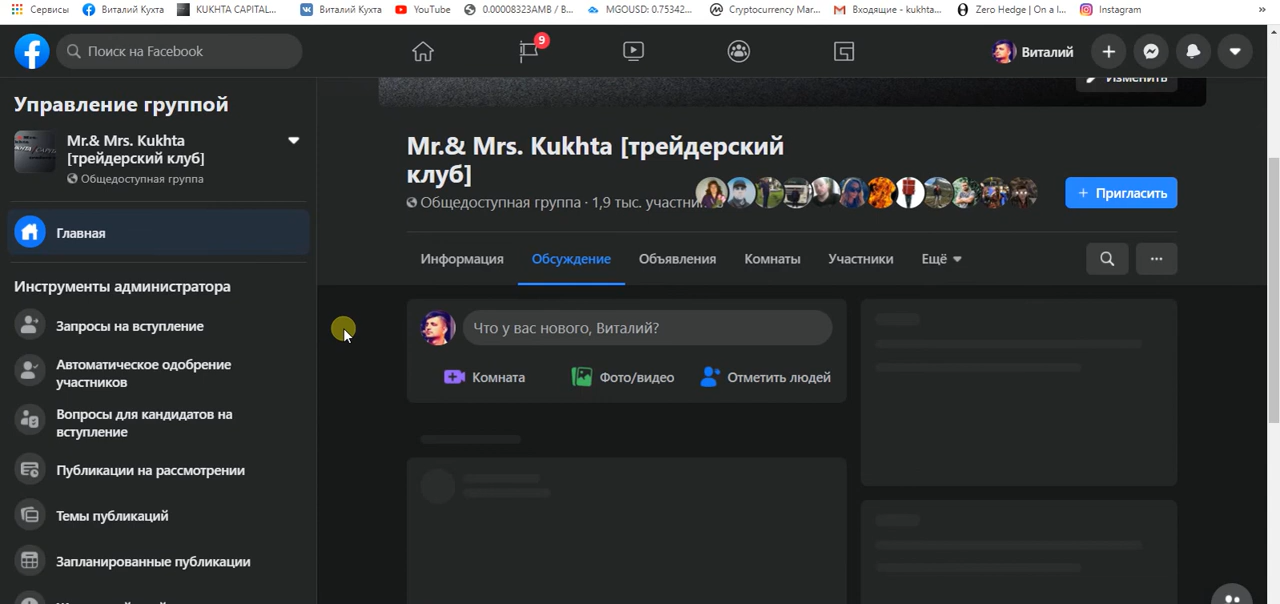 Сервисы
Виталий Кухта
KUKHTA CAPITAL...
Виталий Кухта
YouTube
0.00008323AMB / B...
MGOUSD: 0.75342...
Cryptocurrency Mar...
Входящие - kukhta...
Zero Hedge | On a l...
Instagram
»
Поиск на Facebook
9
Виталий
Управление группой
Mr.& Mrs. Kukhta
[трейдерский клуб]
Общедоступная группа
Главная
Инструменты администратора
Запросы на вступление
Автоматическое одобрение
участников
Вопросы для кандидатов на
вступление
Публикации на рассмотрении
Темы публикаций
Запланированные публикации
Изменить
Mr.& Mrs. Kukhta [трейдерский
клуб]
Общедоступная группа · 1,9 тыс. участни...
+ Пригласить
Информация
Обсуждение
Объявления
Комнаты
Участники
Ещё
Что у вас нового, Виталий?
Комната
Фото/видео
Отметить людей